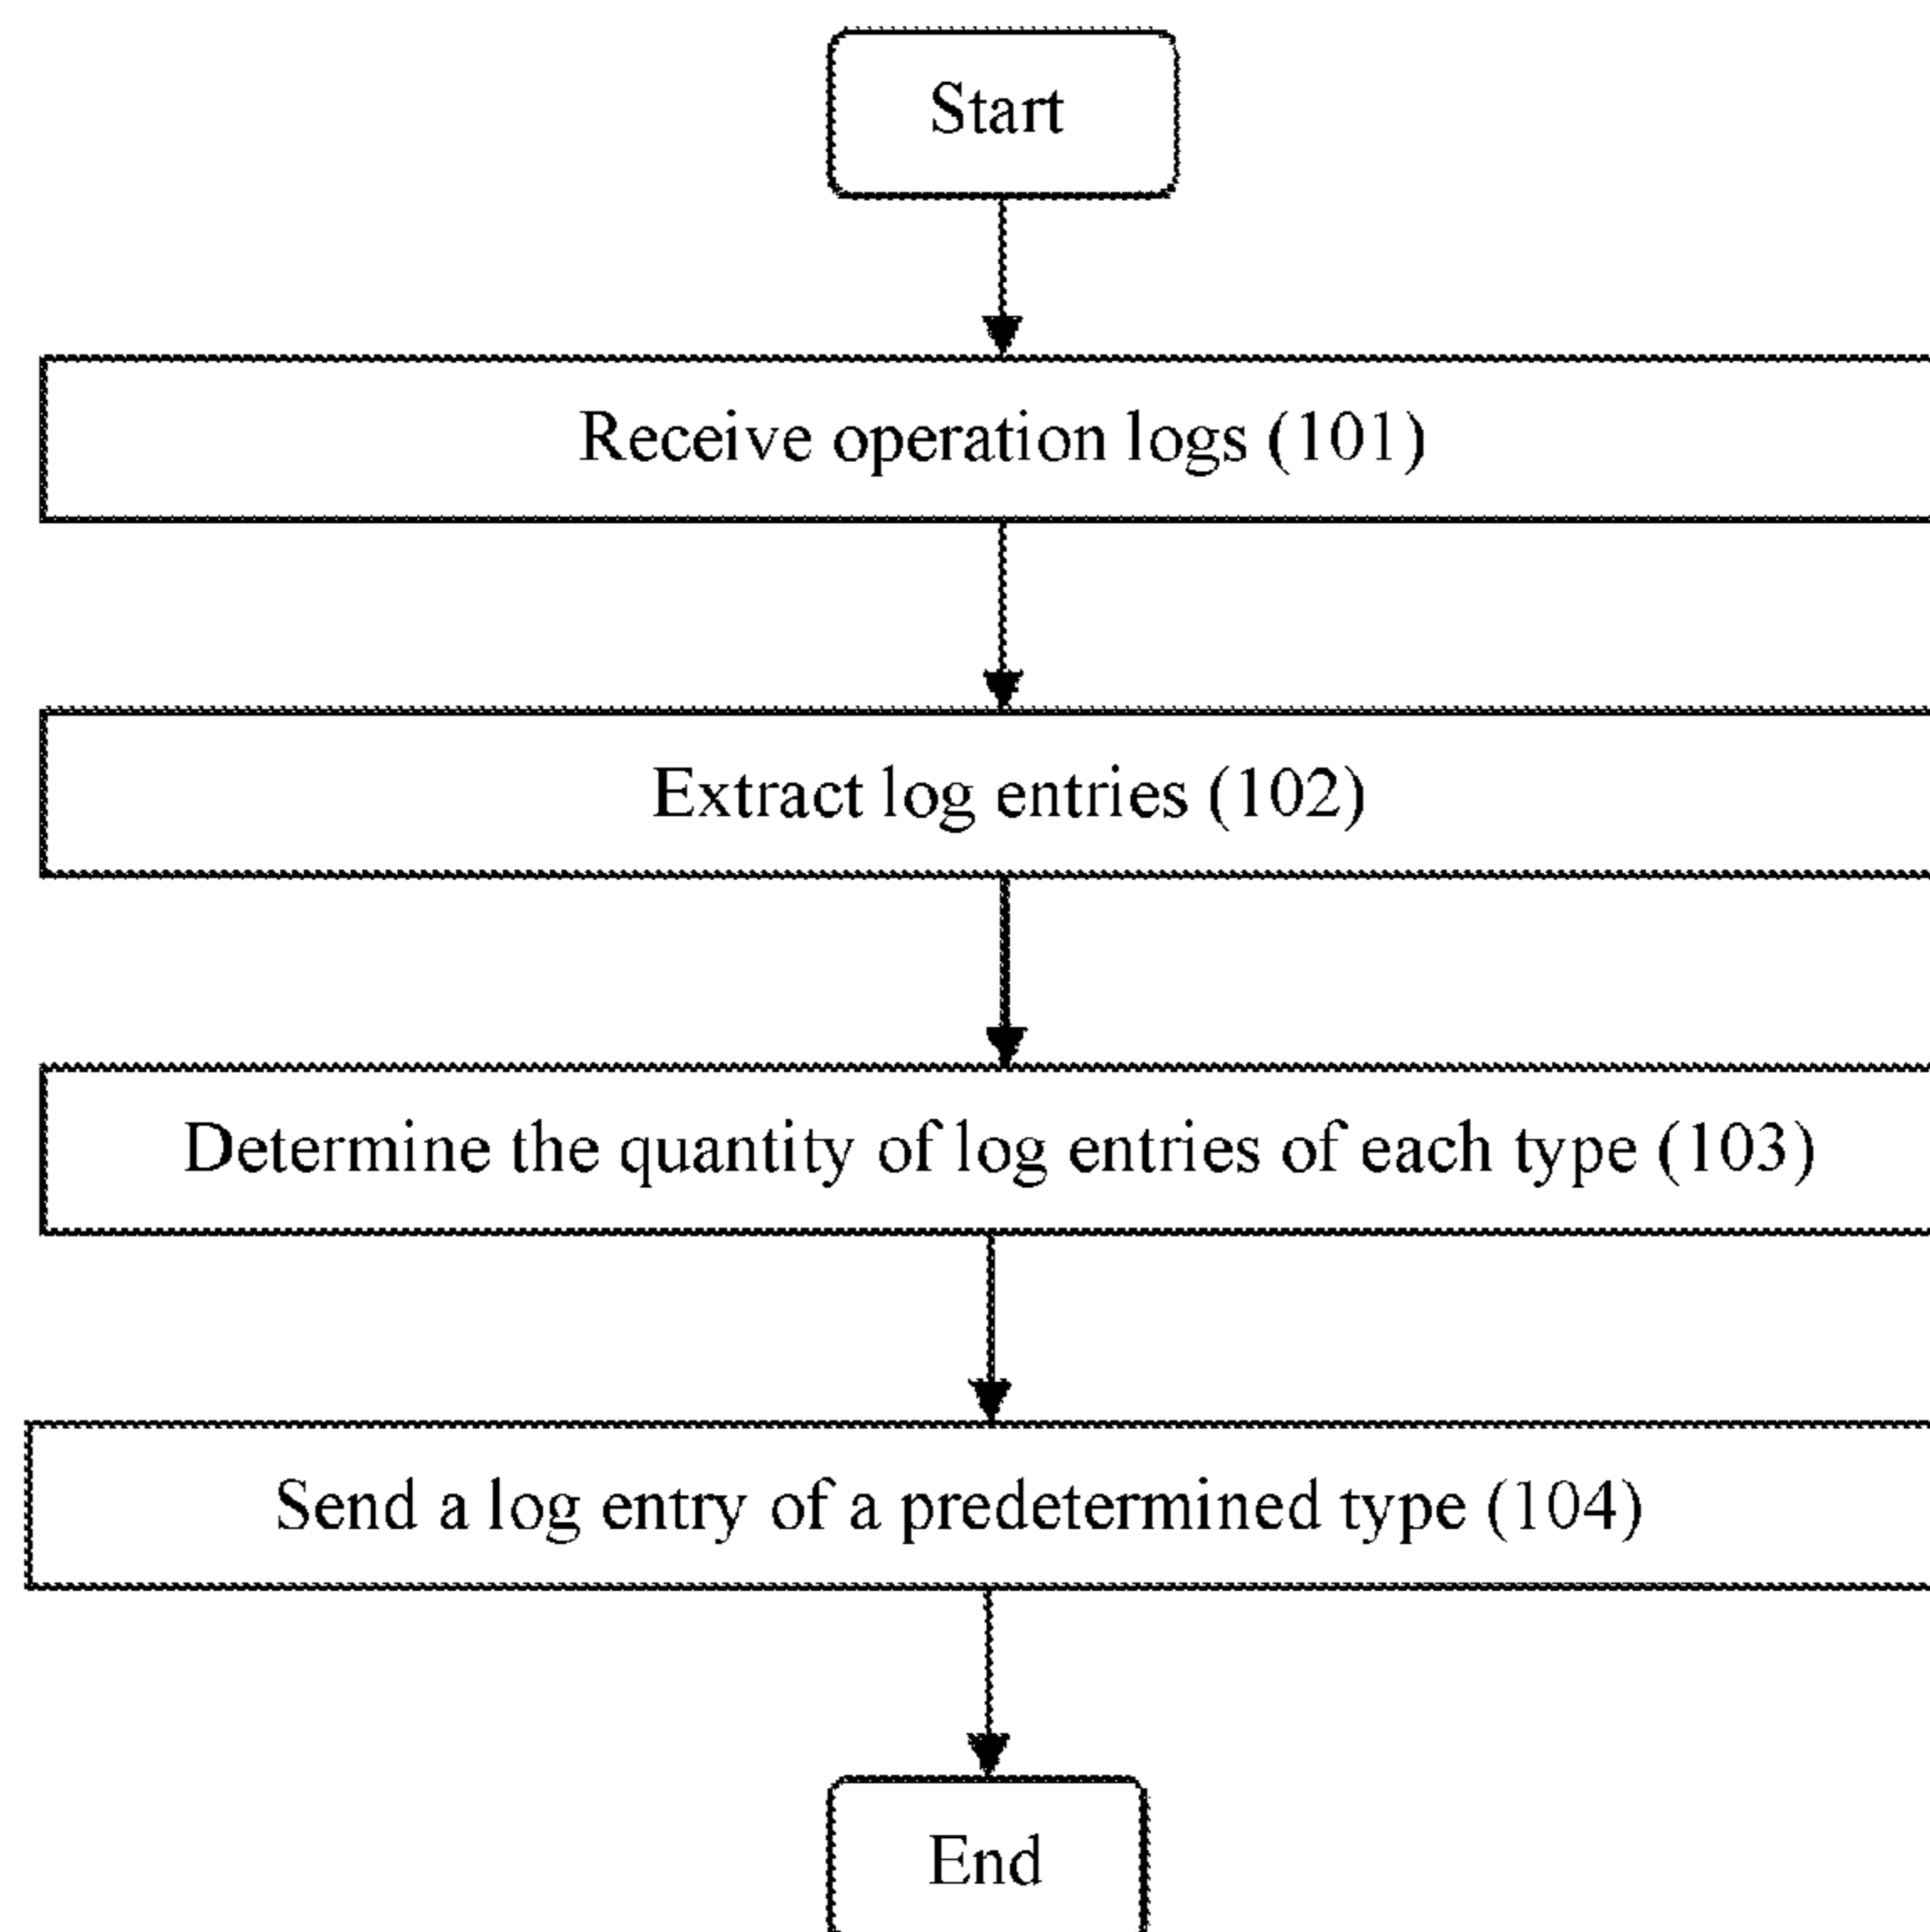 Start
Receive operation logs (101)
Extract log entries (102)
Determine the quantity of log entries of each type (103)
Send a log entry of a predetermined type (104)
End